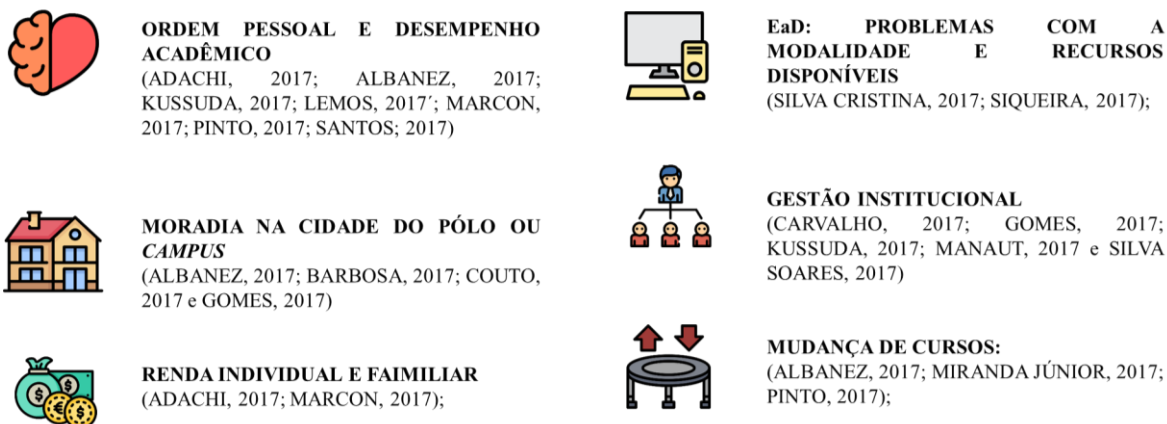 ORDEM PESSOAL E DESEMPENHO
ACADÊMICO
(ADACHI, 2017; ALBANEZ, 2017;
KUSSUDA, 2017; LEMOS, 2017´; MARCON,
2017; PINTO, 2017; SANTOS; 2017)
MORADIA NA CIDADE DO PÓLO OU
CAMPUS
(ALBANEZ, 2017; BARBOSA, 2017; COUTO,
2017 e GOMES, 2017)
RENDA INDIVIDUAL E FAIMILIAR
(ADACHI, 2017; MARCON, 2017);
EaD: PROBLEMAS COM A
MODALIDADE E RECURSOS
DISPONÍVEIS
(SILVA CRISTINA, 2017; SIQUEIRA, 2017);
GESTÃO INSTITUCIONAL
(CARVALHO, 2017; GOMES, 2017;
KUSSUDA, 2017; MANAUT, 2017 e SILVA
SOARES, 2017)
MUDANÇA DE CURSOS:
(ALBANEZ, 2017; MIRANDA JÚNIOR, 2017;
PINTO, 2017);